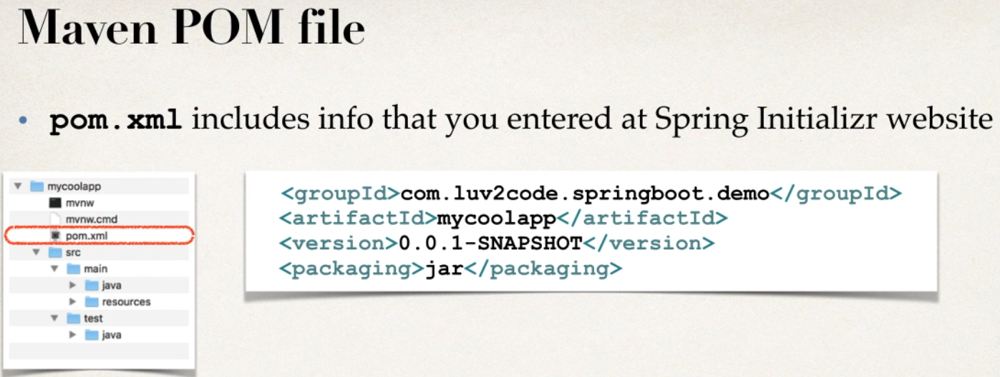 Maven POM file
• pom.xml includes info that you entered at Spring Initializr website
mycoolapp
mvnw
mvnw.cmd
pom.xml
src
main
java
resources
test
java
<groupId>com.luv2code.springboot.demo</groupId>
<artifactId>mycoolapp</artifactId>
<version>0.0.1-SNAPSHOT</version>
<packaging>jar</packaging>